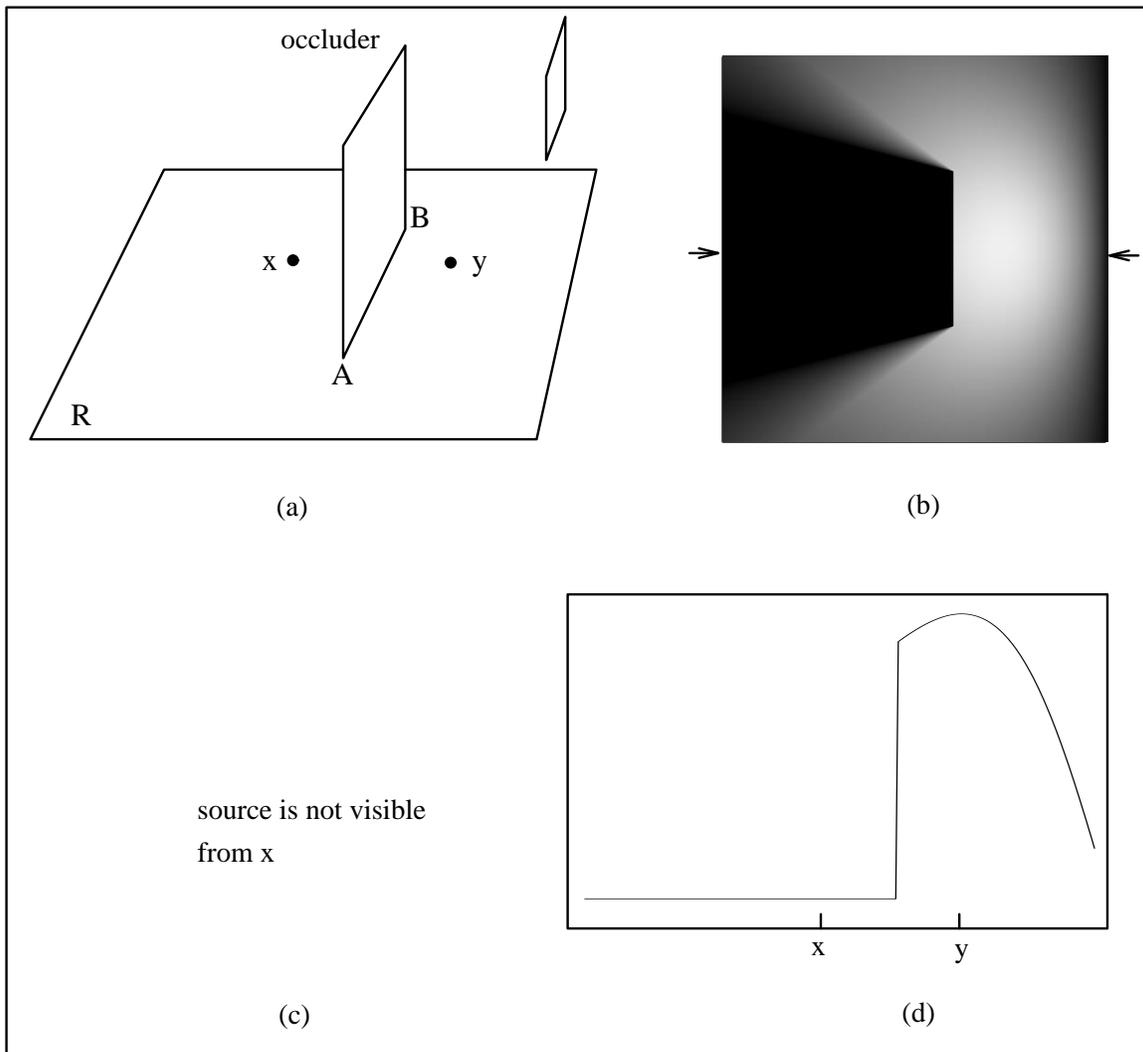 occluder
B
x
y
A
R
(a)
(b)
source is not visible
from x
x
y
(c)
(d)